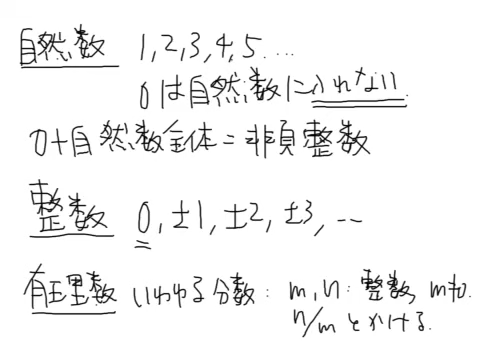 自然数 1, 2, 3, 4, 5 ...
0は自然数にいれない
0+自然数全体=非負整数
整数 0, ±1, ±2, ±3, ...
有理数 いわゆる分数: m, n: 整数, m≠0.
n/mとかける.